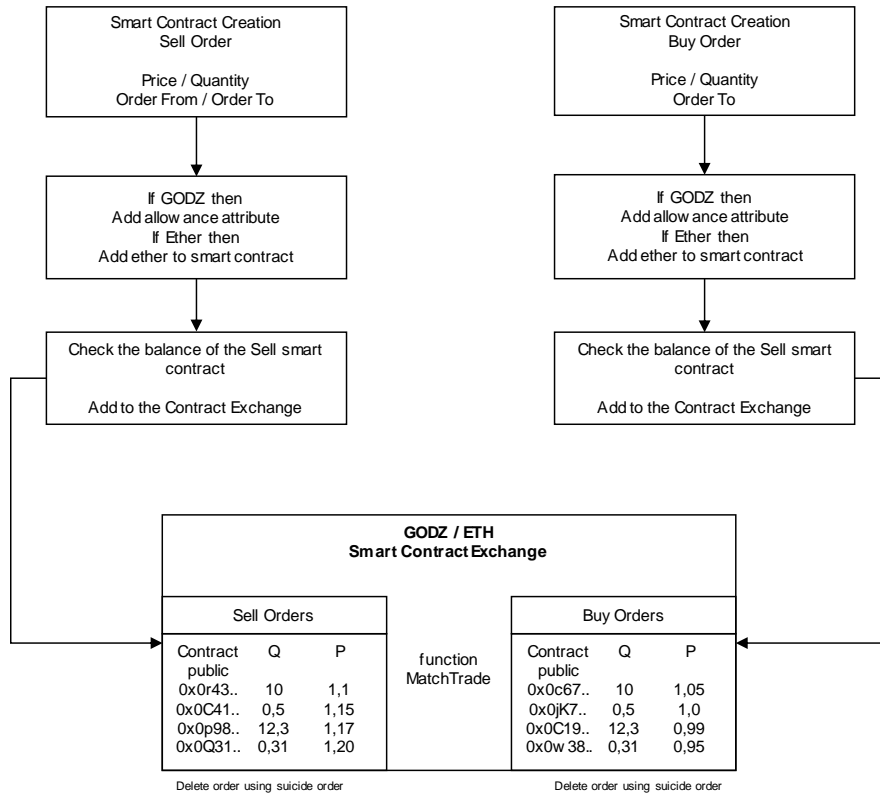 Smart Contract Creation
Sell Order
Price / Quantity
Order From / Order To
If GODZ then
Add allowance attribute
If Ether then
Add ether to smart contract
Check the balance of the Sell smart
contract
Add to the Contract Exchange
Smart Contract Creation
Buy Order
Price / Quantity
Order To
If GODZ then
Add allowance attribute
If Ether then
Add ether to smart contract
Check the balance of the Sell smart
contract
Add to the Contract Exchange
GODZ / ETH
Smart Contract Exchange
Sell Orders
Contract public Q P
0x0r43.. 10 1,1
0x0C41.. 0,5 1,15
0x0p98.. 12,3 1,17
0x0Q31.. 0,31 1,20
function
MatchTrade
Buy Orders
Contract public Q P
0x0c67.. 10 1,05
0x0jK7.. 0,5 1,0
0x0C19.. 12,3 0,99
0x0w38.. 0,31 0,95
Delete order using suicide order
Delete order using suicide order